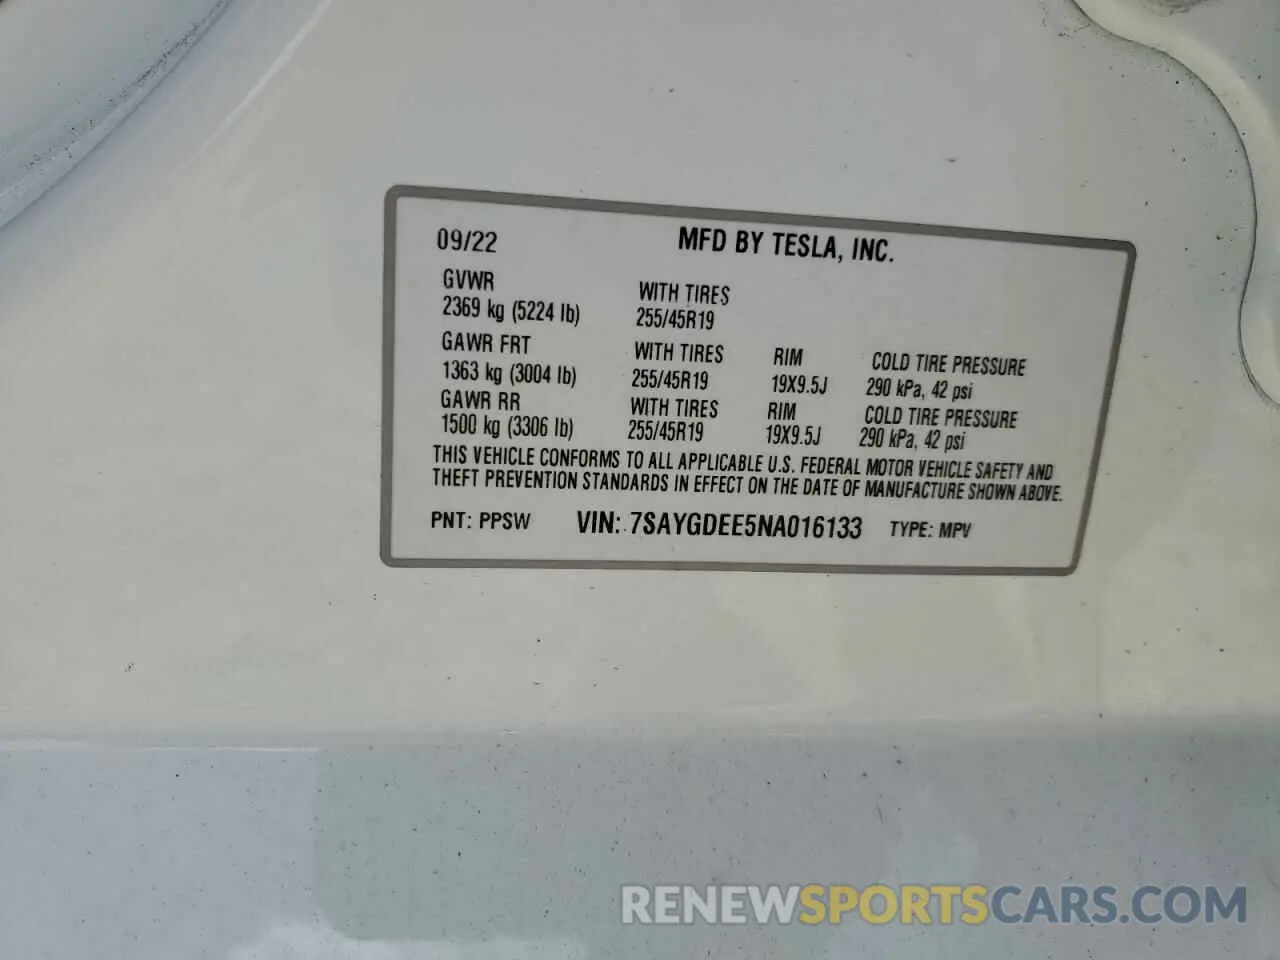 09/22 MFD BY TESLA, INC.
GVWR WITH TIRES
2369 kg (5224 lb) 255/45R19
GAWR FRT WITH TIRES RIM COLD TIRE PRESSURE
1363 kg (3004 lb) 255/45R19 19X9.5J 290 kPa, 42 psi
GAWR RR WITH TIRES RIM COLD TIRE PRESSURE
1500 kg (3306 lb) 255/45R19 19X9.5J 290 kPa, 42 psi
THIS VEHICLE CONFORMS TO ALL APPLICABLE U.S. FEDERAL MOTOR VEHICLE SAFETY AND
THEFT PREVENTION STANDARDS IN EFFECT ON THE DATE OF MANUFACTURE SHOWN ABOVE.
PNT: PPSW VIN: 7SAYGDEE5NA016133 TYPE: MPV
RENEWSPORTSCARS.COM